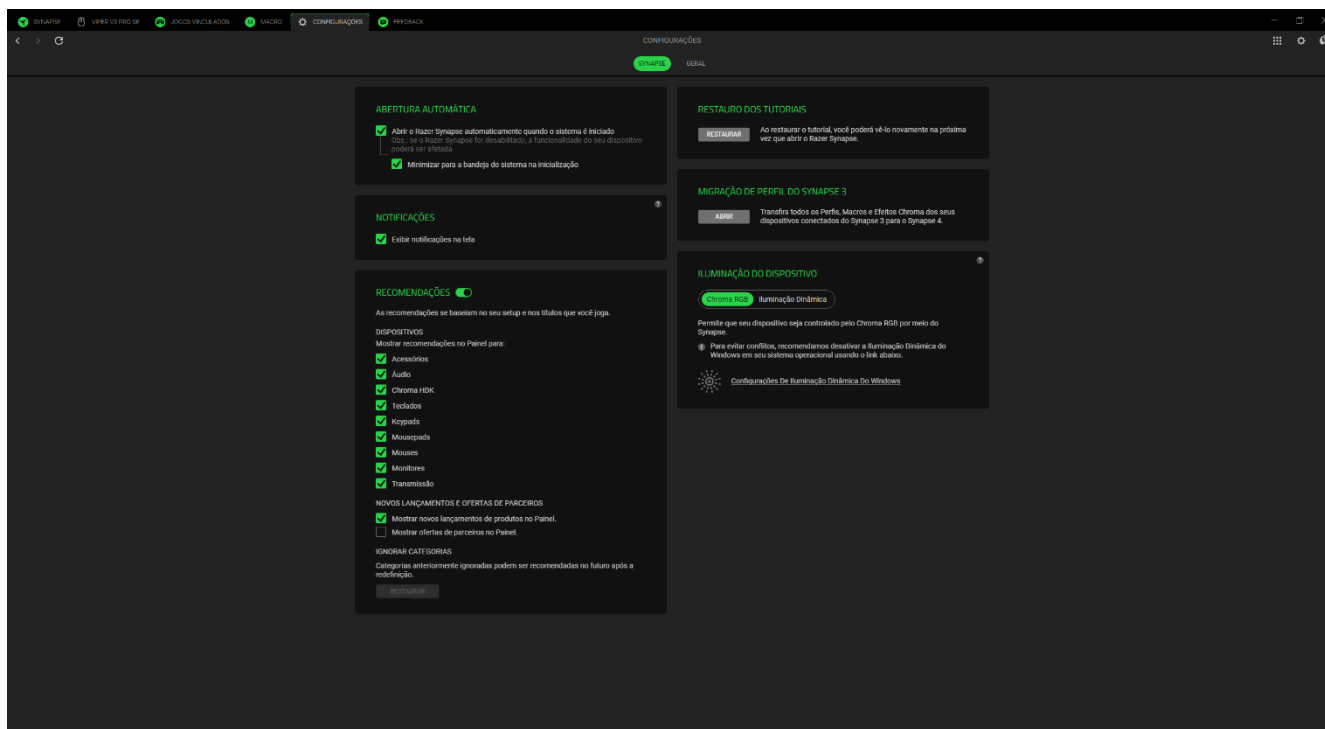 SYNAPSE
VIPER V3 PRO SE
JOGOS VINCULADOS
MACRO
CONFIGURAÇÕES
FEEDBACK
CONFIGURAÇÕES
SYNAPSE
GERAL
ABERTURA AUTOMÁTICA
Abrir o Razer Synapse automaticamente quando o sistema é iniciado
Obs.: se o Razer Synapse for desabilitado, a funcionalidade do seu dispositivo
poderá ser afetada
Minimizar para a bandeja do sistema na inicialização
NOTIFICAÇÕES
Exibir notificações na tela
RECOMENDAÇÕES
As recomendações se baseiam no seu setup e nos títulos que você joga.
DISPOSITIVOS
Mostrar recomendações no Painel para:
Acessórios
Áudio
Chroma HDK
Teclados
Keypads
Mousepads
Mouses
Monitores
Transmissão
NOVOS LANÇAMENTOS E OFERTAS DE PARCEIROS
Mostrar novos lançamentos de produtos no Painel.
Mostrar ofertas de parceiros no Painel.
IGNORAR CATEGORIAS
Categorias anteriormente ignoradas podem ser recomendadas no futuro após a
redefinição.
RESTAURAR
RESTAURO DOS TUTORIAIS
RESTAURAR
Ao restaurar o tutorial, você poderá vê-lo novamente na próxima
vez que abrir o Razer Synapse.
MIGRAÇÃO DE PERFIL DO SYNAPSE 3
ABRIR
Transfira todos os Perfis, Macros e Efeitos Chroma dos seus
dispositivos conectados do Synapse 3 para o Synapse 4.
ILUMINAÇÃO DO DISPOSITIVO
Chroma RGB
Iluminação Dinâmica
Permite que seu dispositivo seja controlado pelo Chroma RGB por meio do
Synapse.
Para evitar conflitos, recomendamos desativar a Iluminação Dinâmica do
Windows em seu sistema operacional usando o link abaixo.
Configurações De Iluminação Dinâmica Do Windows